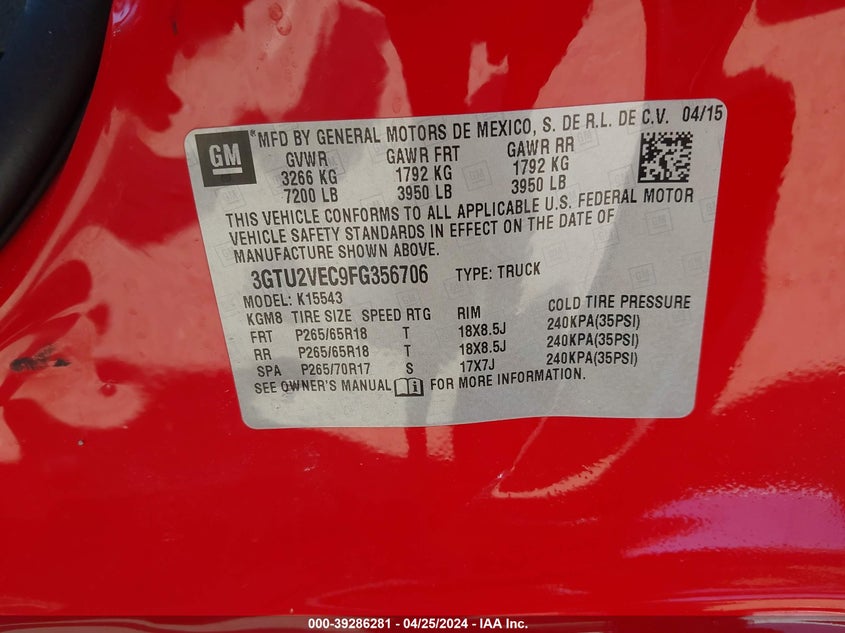 GM
*MFD BY GENERAL MOTORS DE MEXICO, S. DE R.L. DE C.V. 04/15
GVWR GAWR FRT GAWR RR
3266 KG 1792 KG 1792 KG
7200 LB 3950 LB 3950 LB
THIS VEHICLE CONFORMS TO ALL APPLICABLE U.S. FEDERAL MOTOR
VEHICLE SAFETY STANDARDS IN EFFECT ON THE DATE OF
MANUFACTURE SHOWN ABOVE.
3GTU2VEC9FG356706 TYPE: TRUCK
MODEL: K15543
KGM8 TIRE SIZE SPEED RTG RIM COLD TIRE PRESSURE
FRT P265/65R18 T 18X8.5J 240KPA(35PSI)
RR P265/65R18 T 18X8.5J 240KPA(35PSI)
SPA P265/70R17 S 17X7J 240KPA(35PSI)
SEE OWNER'S MANUAL i FOR MORE INFORMATION.
000-39286281 - 04/25/2024 - IAA Inc.